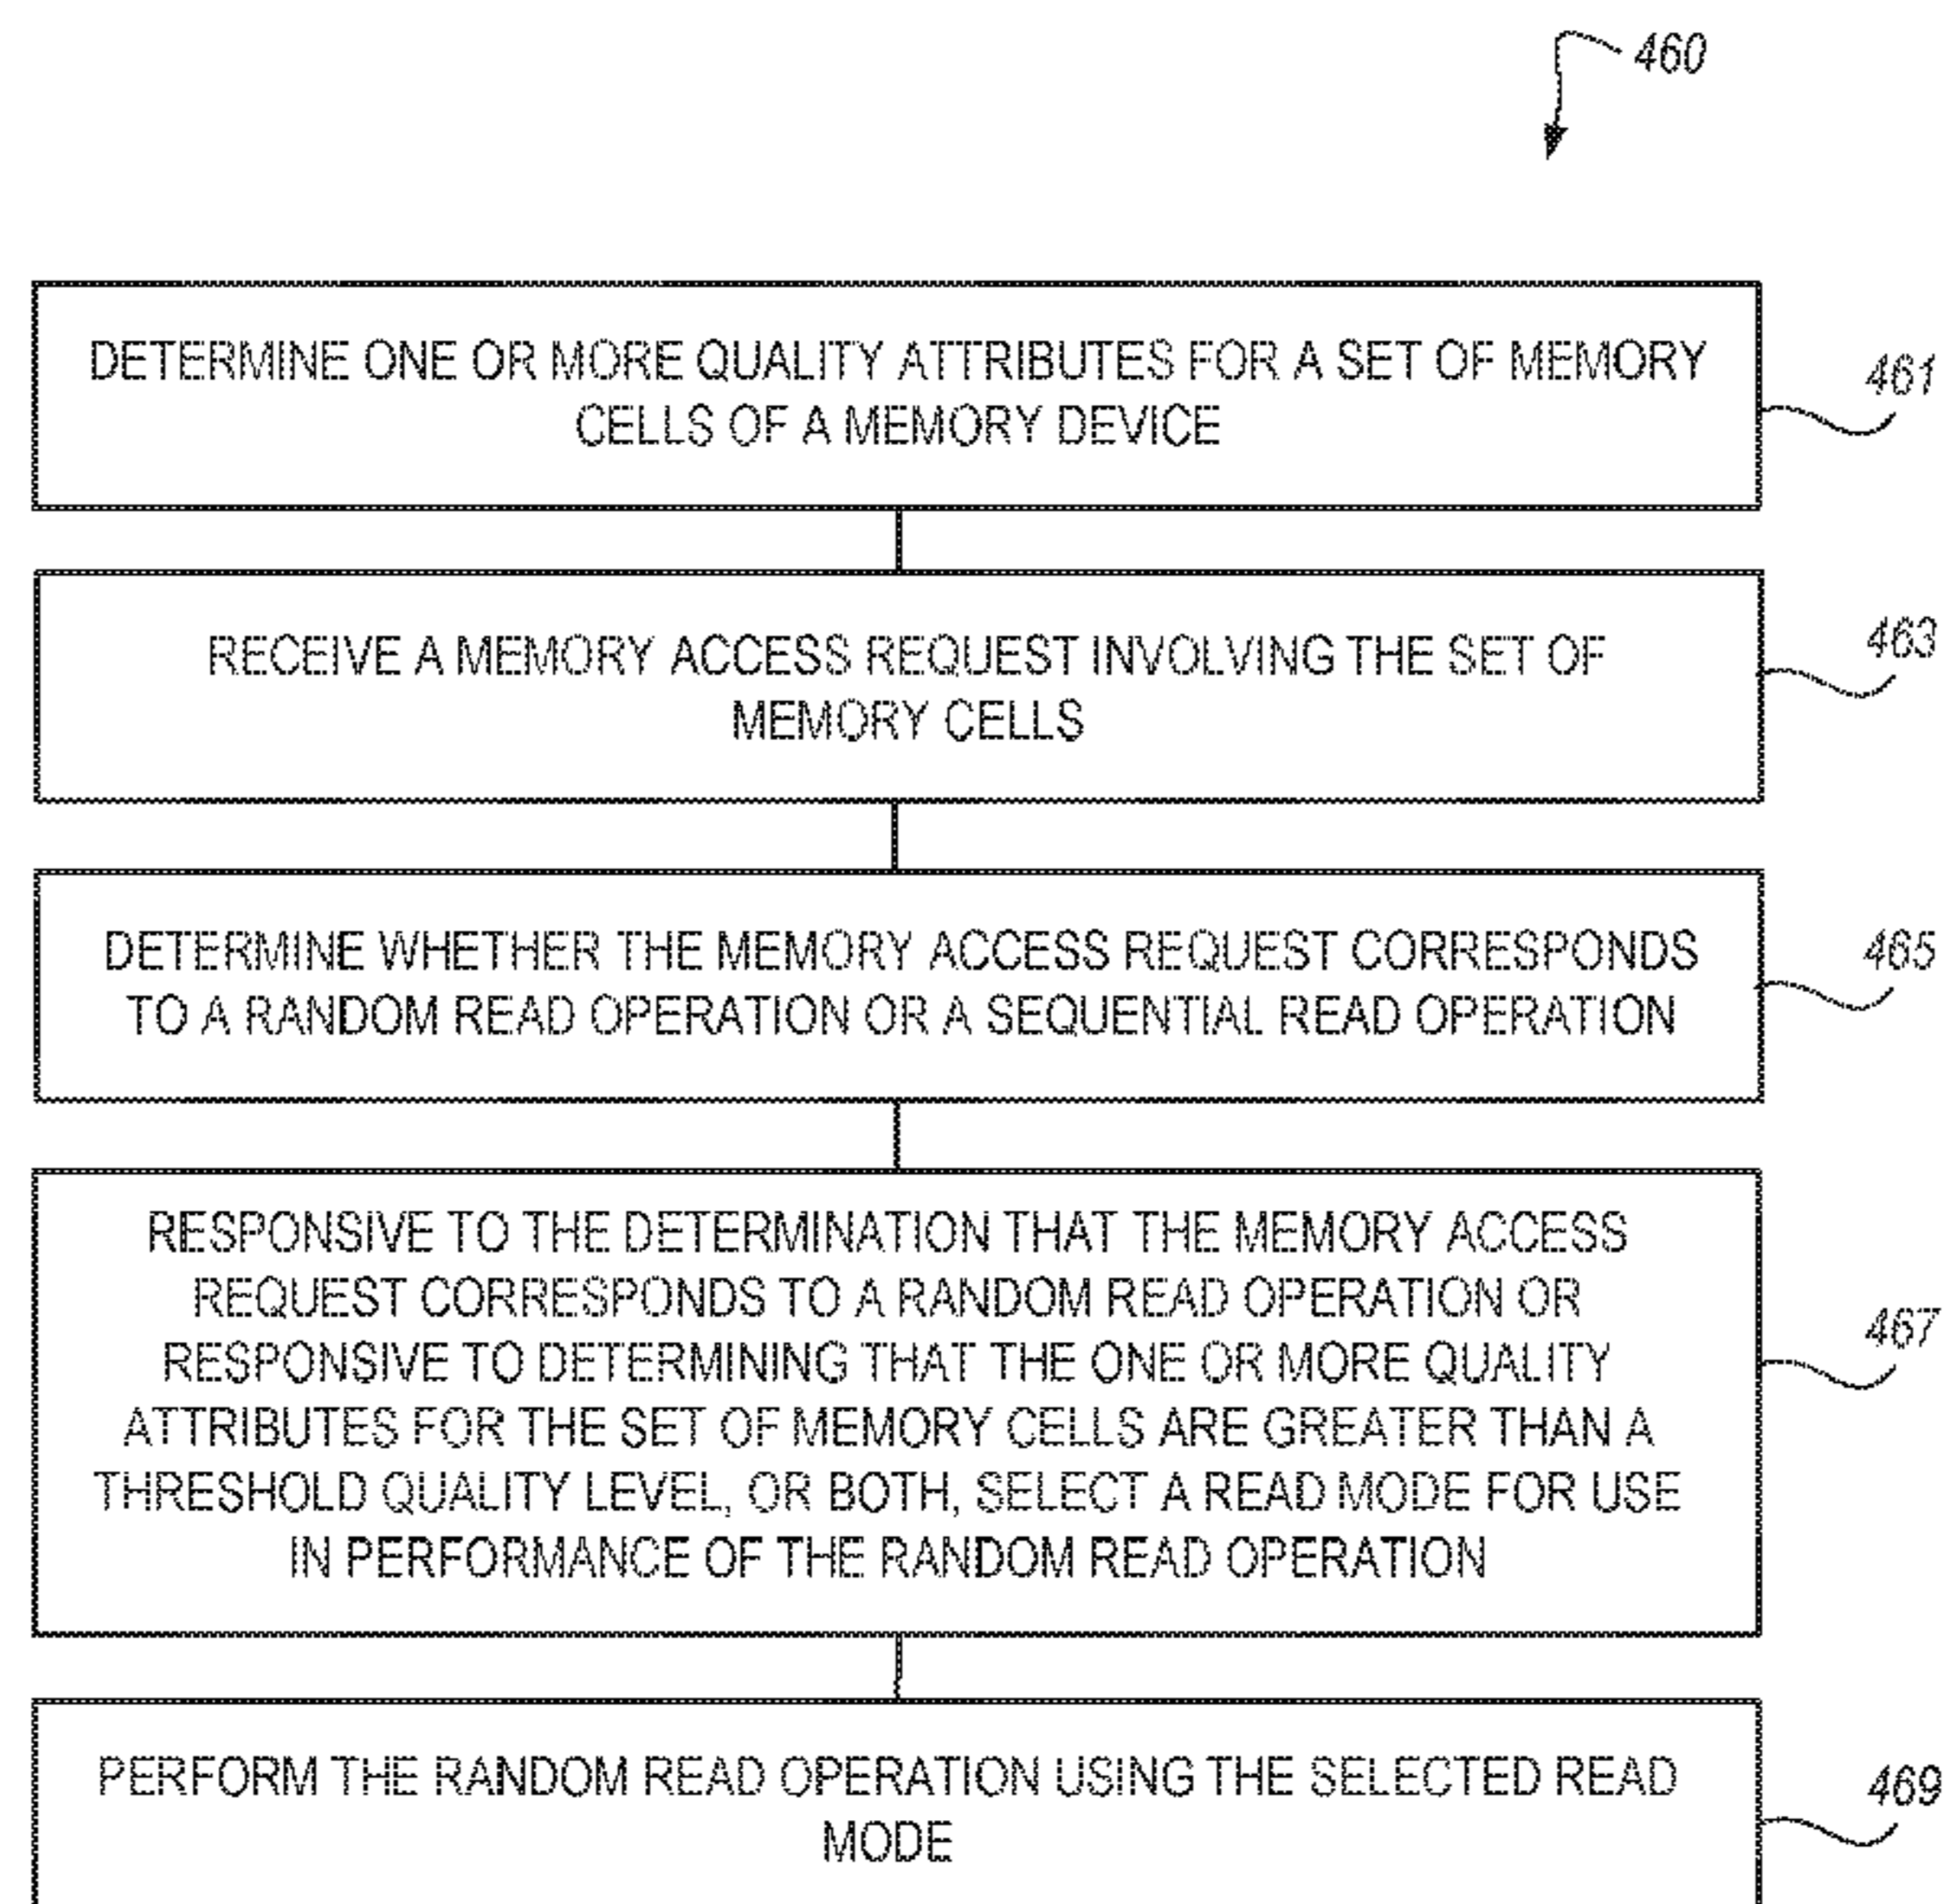 460
DETERMINE ONE OR MORE QUALITY ATTRIBUTES FOR A SET OF MEMORY
CELLS OF A MEMORY DEVICE
461
RECEIVE A MEMORY ACCESS REQUEST INVOLVING THE SET OF
MEMORY CELLS
463
DETERMINE WHETHER THE MEMORY ACCESS REQUEST CORRESPONDS
TO A RANDOM READ OPERATION OR A SEQUENTIAL READ OPERATION
465
RESPONSIVE TO THE DETERMINATION THAT THE MEMORY ACCESS
REQUEST CORRESPONDS TO A RANDOM READ OPERATION OR
RESPONSIVE TO DETERMINING THAT THE ONE OR MORE QUALITY
ATTRIBUTES FOR THE SET OF MEMORY CELLS ARE GREATER THAN A
THRESHOLD QUALITY LEVEL, OR BOTH, SELECT A READ MODE FOR USE
IN PERFORMANCE OF THE RANDOM READ OPERATION
467
PERFORM THE RANDOM READ OPERATION USING THE SELECTED READ
MODE
469